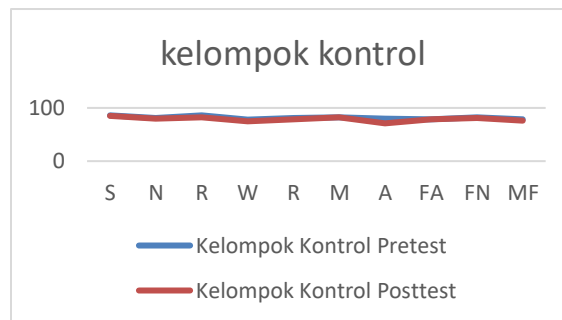 kelompok kontrol
100
0
S N R W R M A FA FN MF
Kelompok Kontrol Pretest
Kelompok Kontrol Posttest